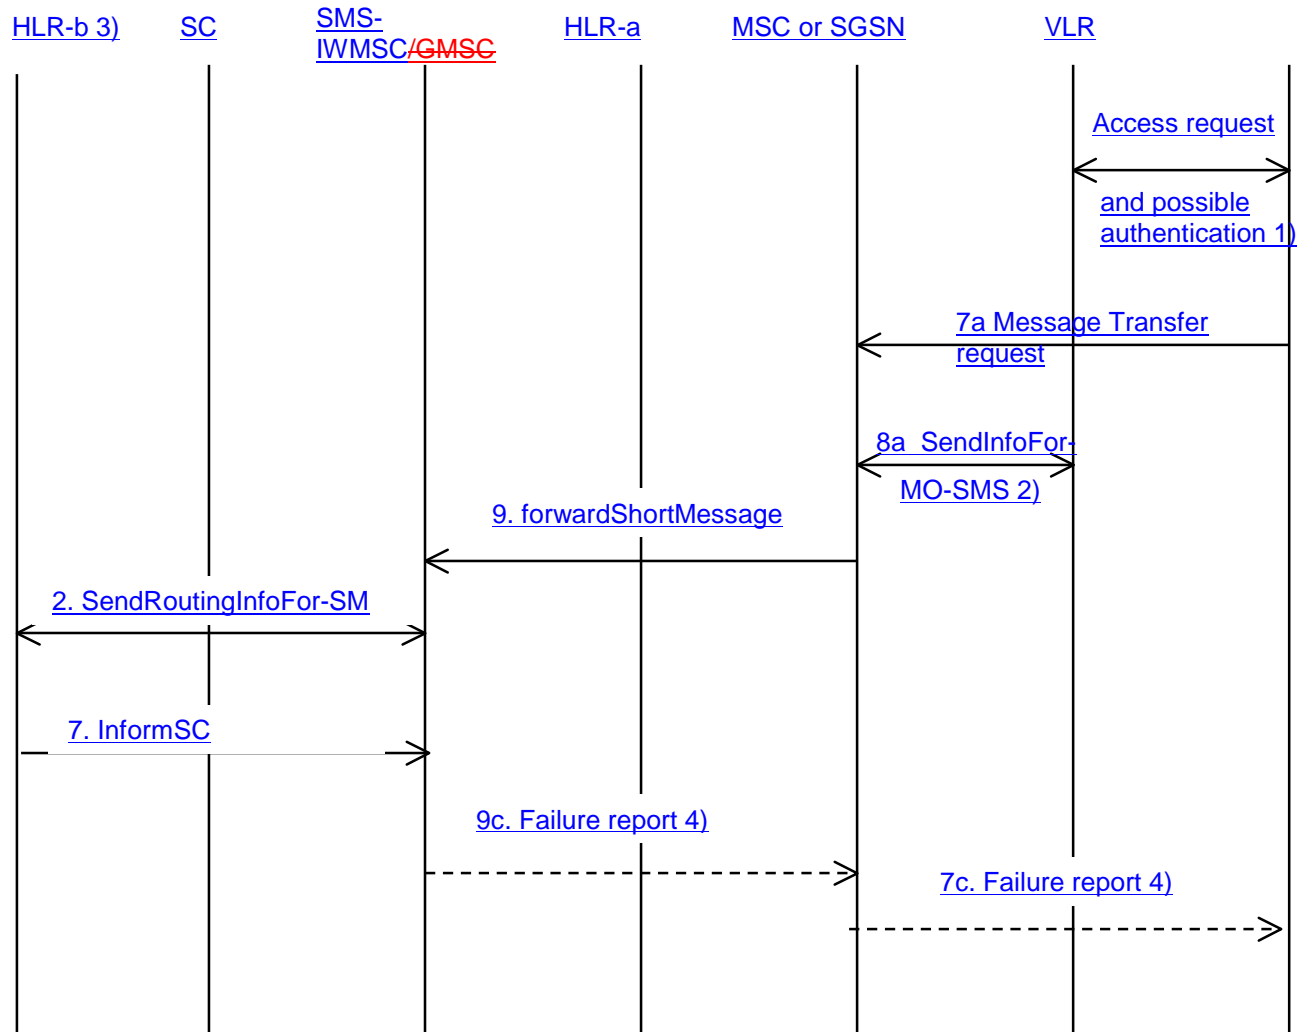 HLR-b 3)
SC
SMS-
IWMSC/GMSC
HLR-a
MSC or SGSN
VLR
Access request
and possible
authentication 1)
7a Message Transfer
request
8a  SendInfoFor-
MO-SMS 2)
9. forwardShortMessage
2. SendRoutingInfoFor-SM
7. InformSC
9c. Failure report 4)
7c. Failure report 4)